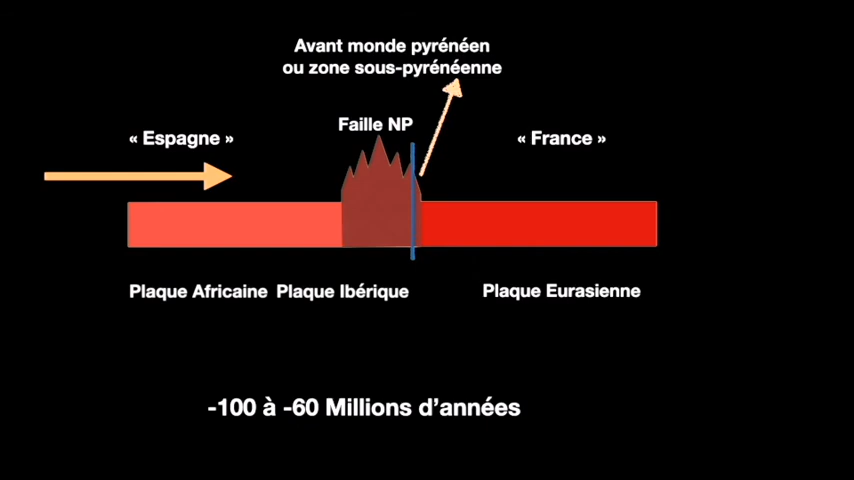 Avant monde pyrénéen
ou zone sous-pyrénéenne
Faille NP
« Espagne »
« France »
Plaque Africaine Plaque Ibérique
Plaque Eurasienne
-100 à -60 Millions d’années